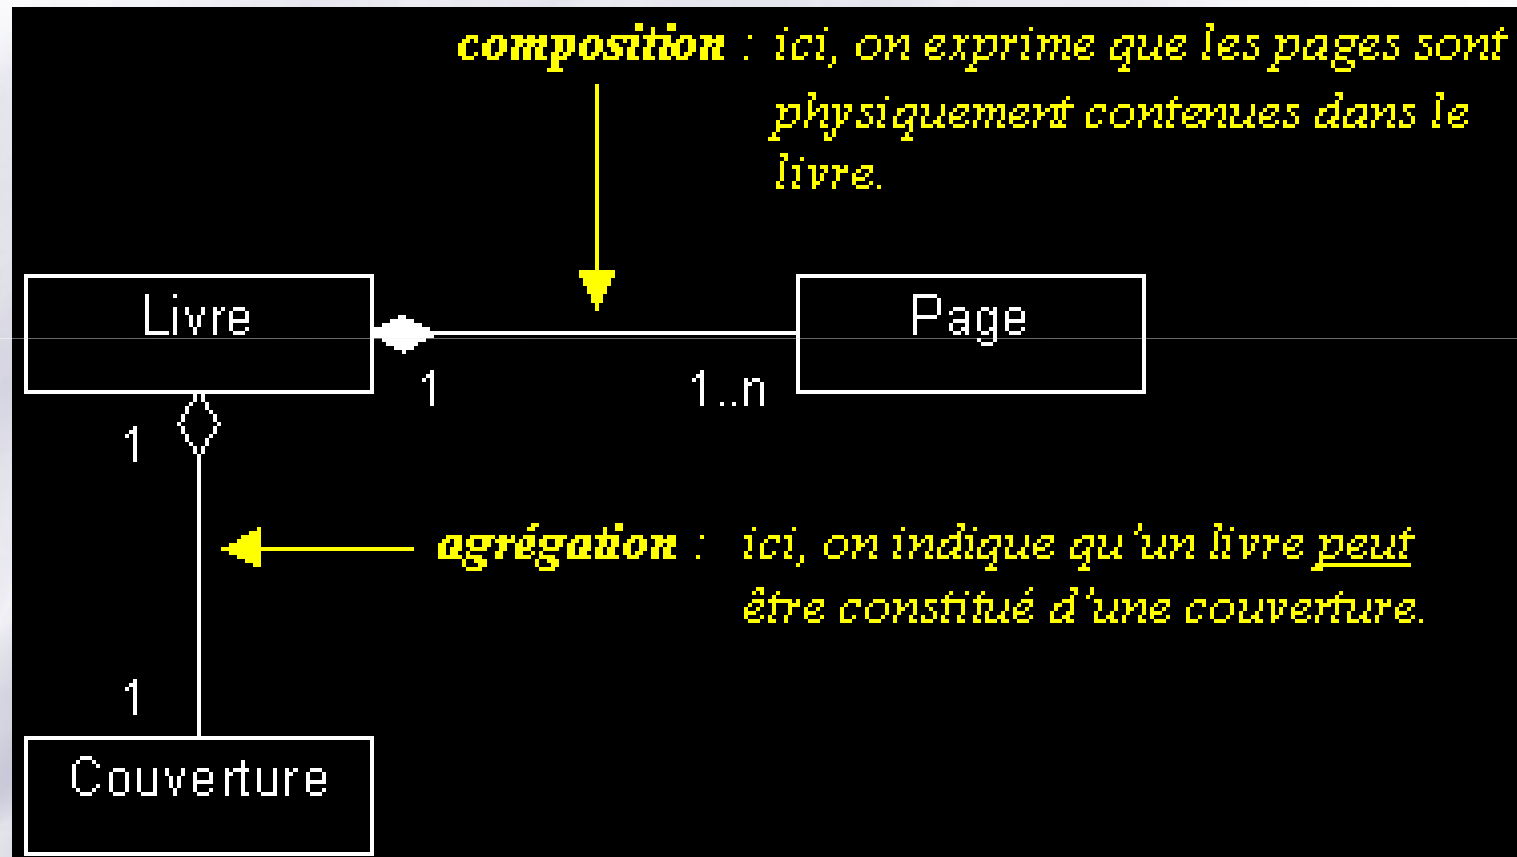 composition : ici, on exprime que les pages sont
physiquement contenues dans le
livre.
Livre
Page
1
1..n
1
agrégation : ici, on indique qu'un livre peut
être constitué d'une couverture.
1
Couverture